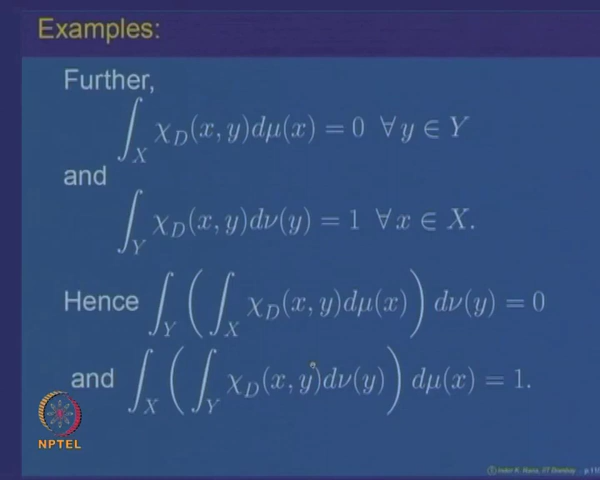 Examples:
Further,
∫_X χ_D(x, y)dμ(x) = 0 ∀ y ∈ Y
and
∫_Y χ_D(x, y)dν(y) = 1 ∀ x ∈ X.
Hence ∫_Y ( ∫_X χ_D(x, y)dμ(x) ) dν(y) = 0
and ∫_X ( ∫_Y χ_D(x, y)dν(y) ) dμ(x) = 1.
NPTEL